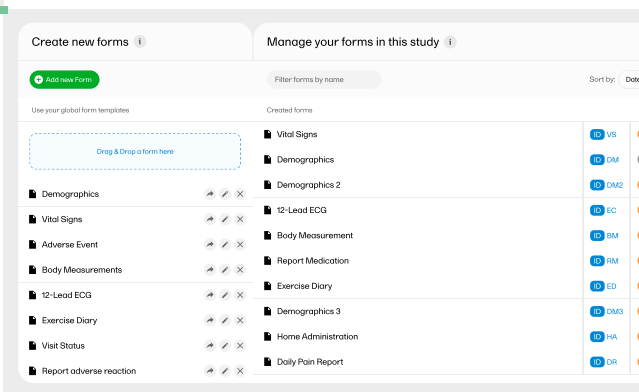 Create new forms i
Manage your forms in this study i
+ Add new Form
Filter forms by name
Sort by:
Use your global form templates
Created forms
Drag & Drop a form here
Demographics
Vital Signs
Adverse Event
Body Measurements
12-Lead ECG
Exercise Diary
Visit Status
Report adverse reaction
Vital Signs ID VS
Demographics ID DM
Demographics 2 ID DM2
12-Lead ECG ID EC
Body Measurement ID BM
Report Medication ID RM
Exercise Diary ID ED
Demographics 3 ID DM3
Home Administration ID HA
Daily Pain Report ID DR